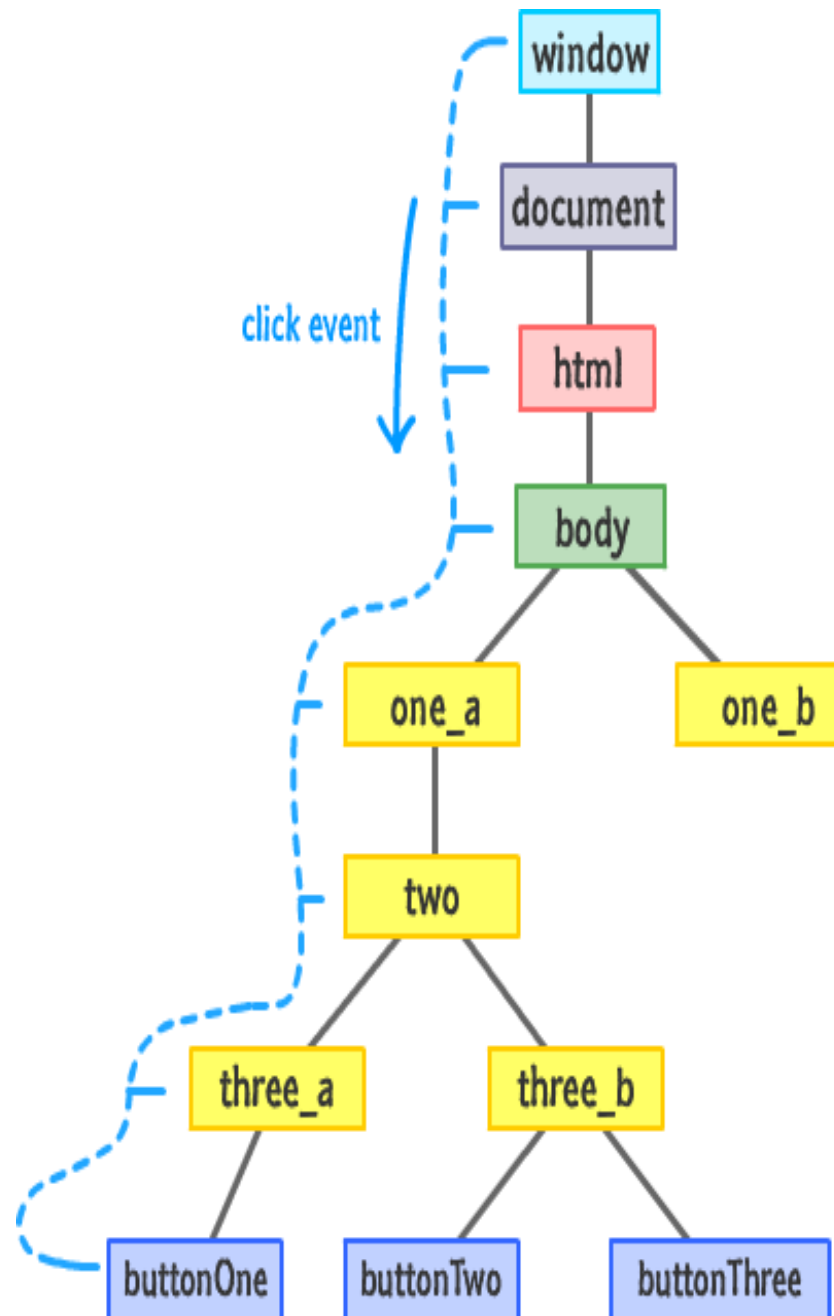 window
document
click event
html
body
one_a
one_b
two
three_a
three_b
buttonOne
buttonTwo
buttonThree